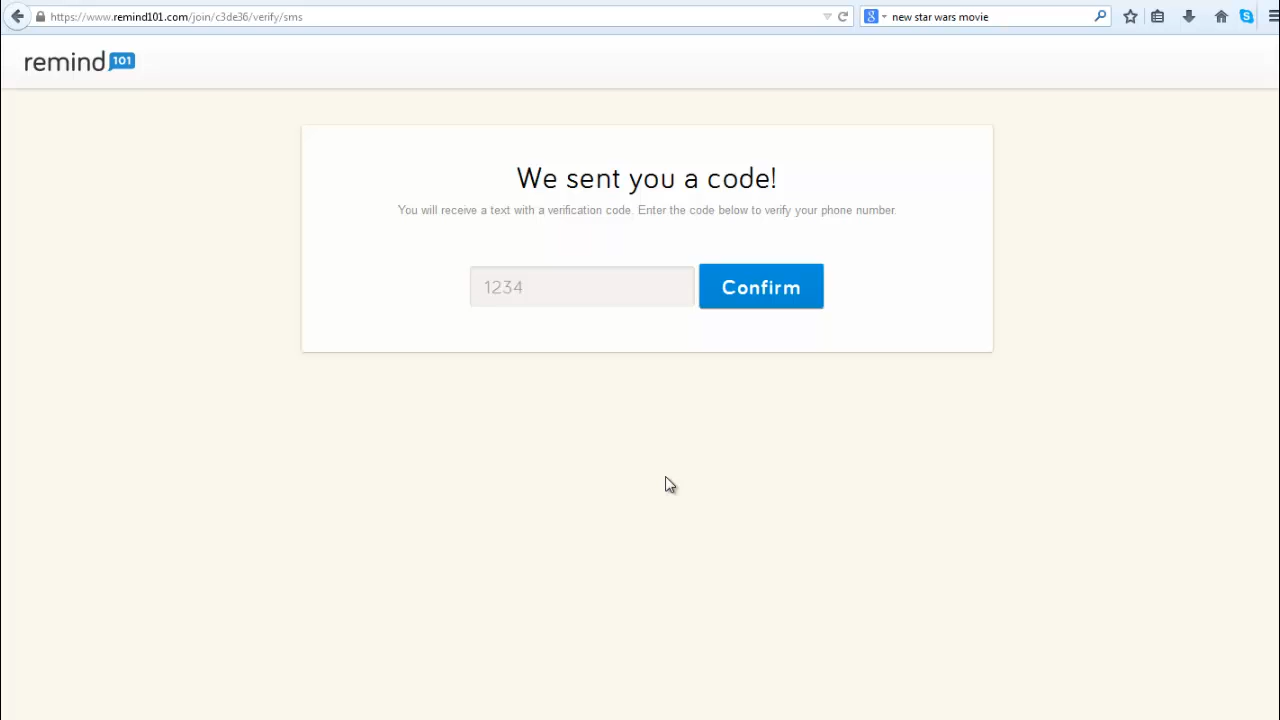 https://www.remind101.com/join/c3de36/verify/sms
new star wars movie
remind 101
We sent you a code!
You will receive a text with a verification code. Enter the code below to verify your phone number.
1234
Confirm